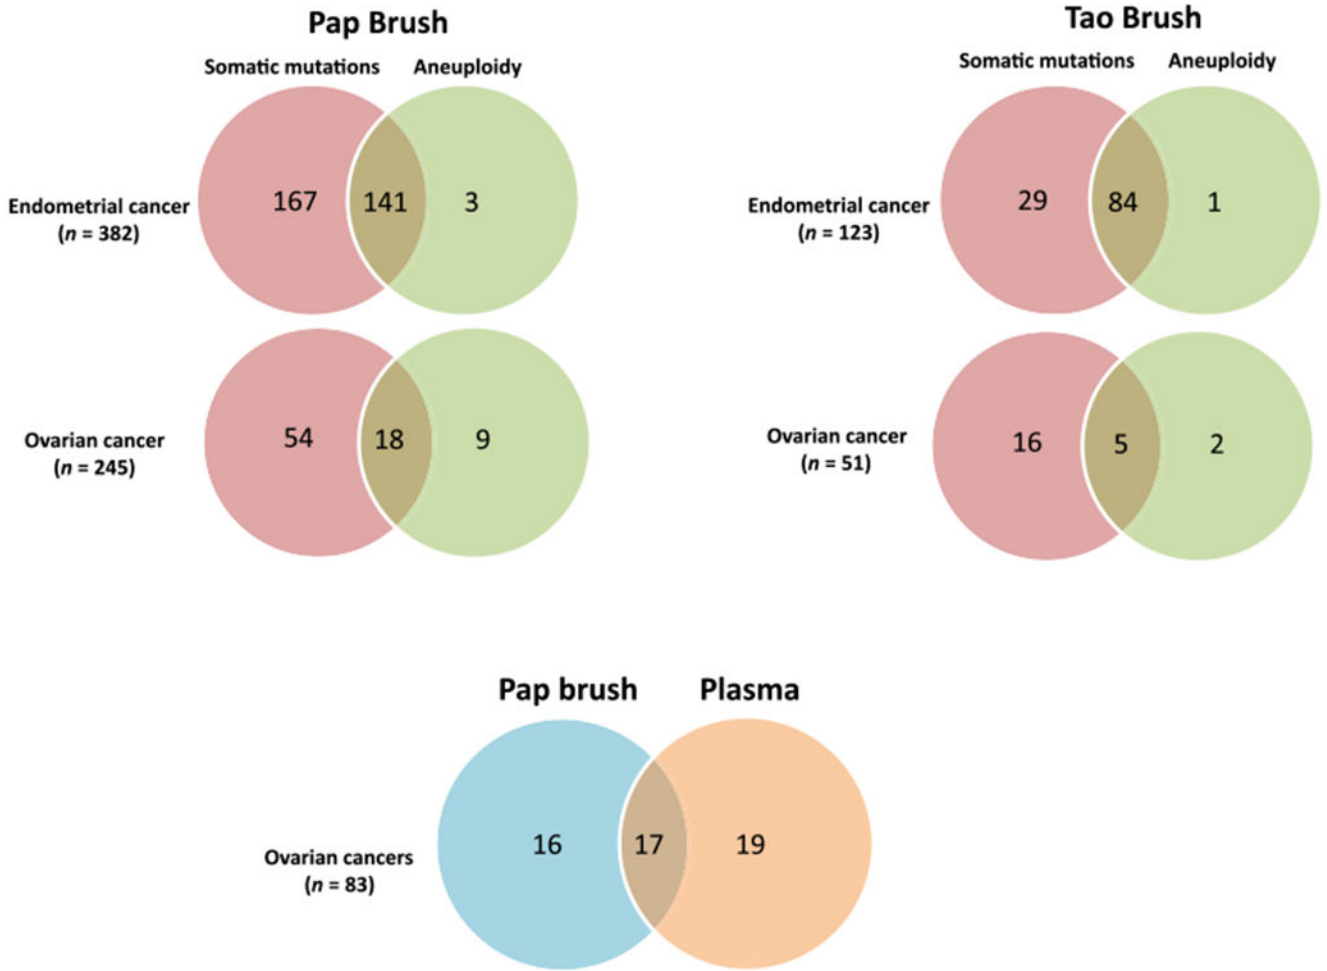 Pap Brush
Somatic mutations Aneuploidy
Endometrial cancer
(n = 382)
167 141 3
Ovarian cancer
(n = 245)
54 18 9
Tao Brush
Somatic mutations Aneuploidy
Endometrial cancer
(n = 123)
29 84 1
Ovarian cancer
(n = 51)
16 5 2
Pap brush Plasma
Ovarian cancers
(n = 83)
16 17 19